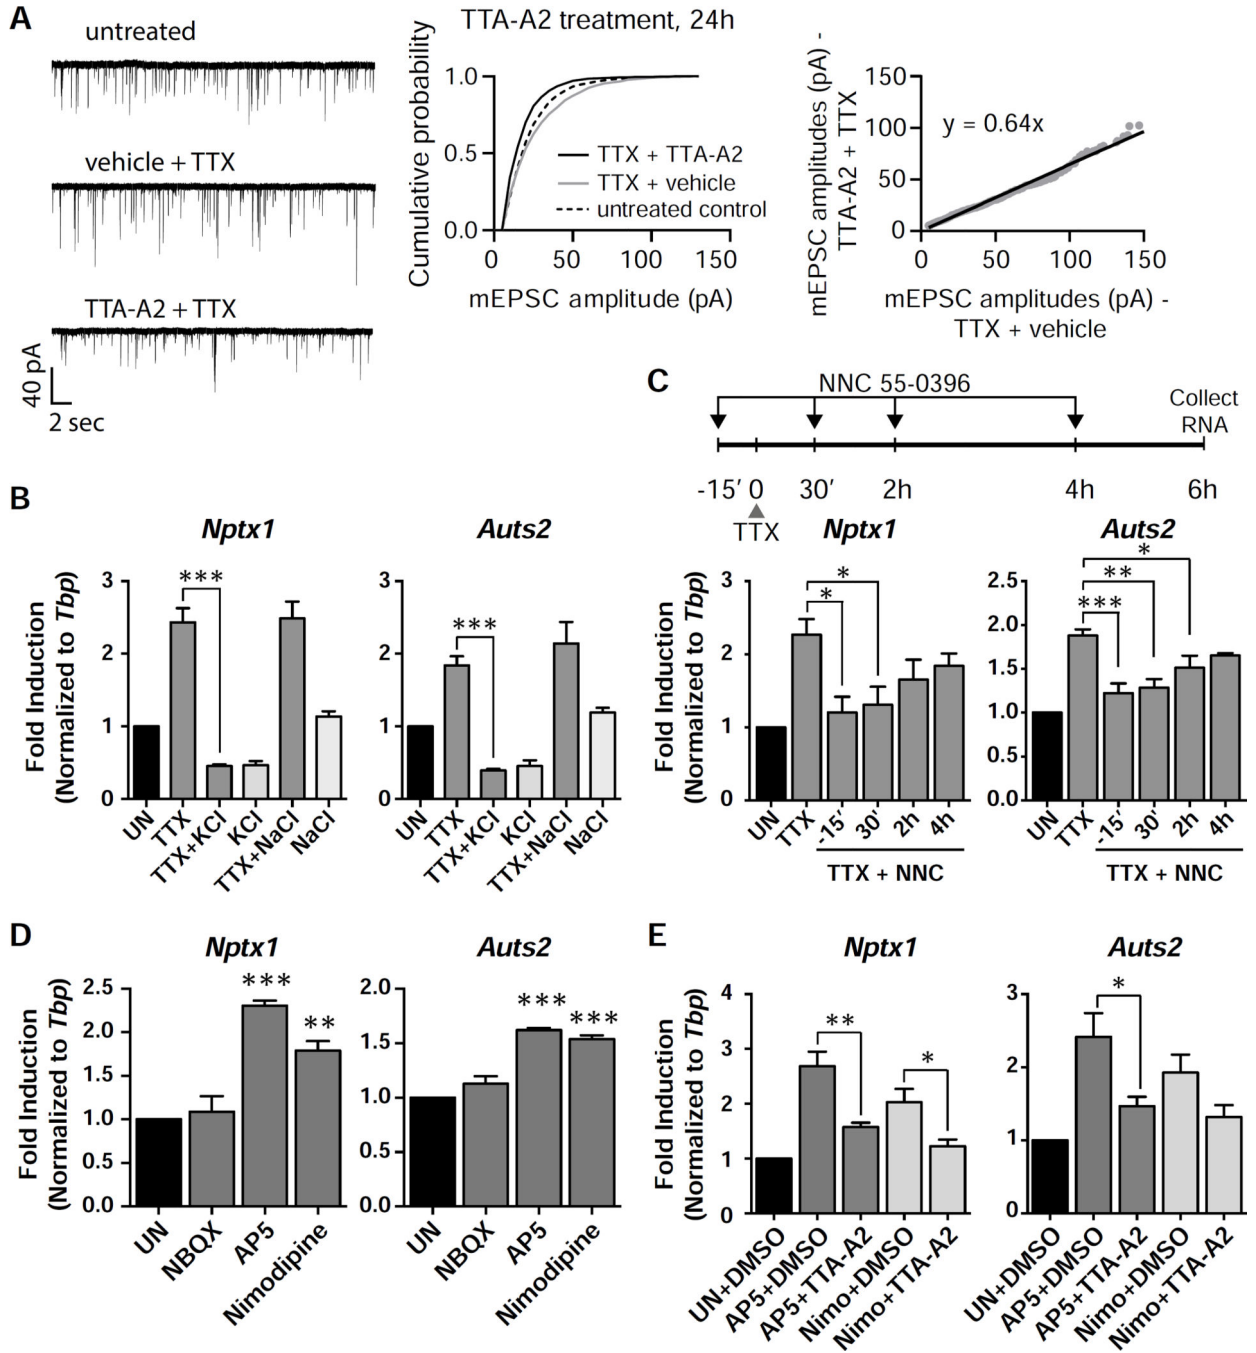 A
untreated
vehicle + TTX
TTA-A2 + TTX
40 pA
2 sec
TTA-A2 treatment, 24h
Cumulative probability
1.0
0.5
0.0
0 50 100 150
mEPSC amplitude (pA)
TTX + TTA-A2
TTX + vehicle
untreated control
mEPSC amplitudes (pA) -
TTA-A2 + TTX
150
100
50
0
y = 0.64x
0 50 100 150
mEPSC amplitudes (pA) -
TTX + vehicle
C
NNC 55-0396
Collect
RNA
-15' 0 30' 2h 4h 6h
TTX
B
Nptx1
Fold Induction
(Normalized to Tbp)
3
2
1
0
***
UN
TTX
TTX+KCl
KCl
TTX+NaCl
NaCl
Auts2
3
2
1
0
***
UN
TTX
TTX+KCl
KCl
TTX+NaCl
NaCl
Nptx1
Fold Induction
(Normalized to Tbp)
3
2
1
0
*
*
UN
TTX
-15'
30'
2h
4h
TTX + NNC
Auts2
2.5
2.0
1.5
1.0
0.5
0.0
*
**
***
UN
TTX
-15'
30'
2h
4h
TTX + NNC
D
Nptx1
Fold Induction
(Normalized to Tbp)
2.5
2.0
1.5
1.0
0.5
0.0
***
**
UN
NBQX
AP5
Nimodipine
Auts2
2.0
1.5
1.0
0.5
0.0
***
***
UN
NBQX
AP5
Nimodipine
E
Nptx1
Fold Induction
(Normalized to Tbp)
4
3
2
1
0
**
*
UN+DMSO
AP5+DMSO
AP5+TTA-A2
Nimo+DMSO
Nimo+TTA-A2
Auts2
3
2
1
0
*
UN+DMSO
AP5+DMSO
AP5+TTA-A2
Nimo+DMSO
Nimo+TTA-A2